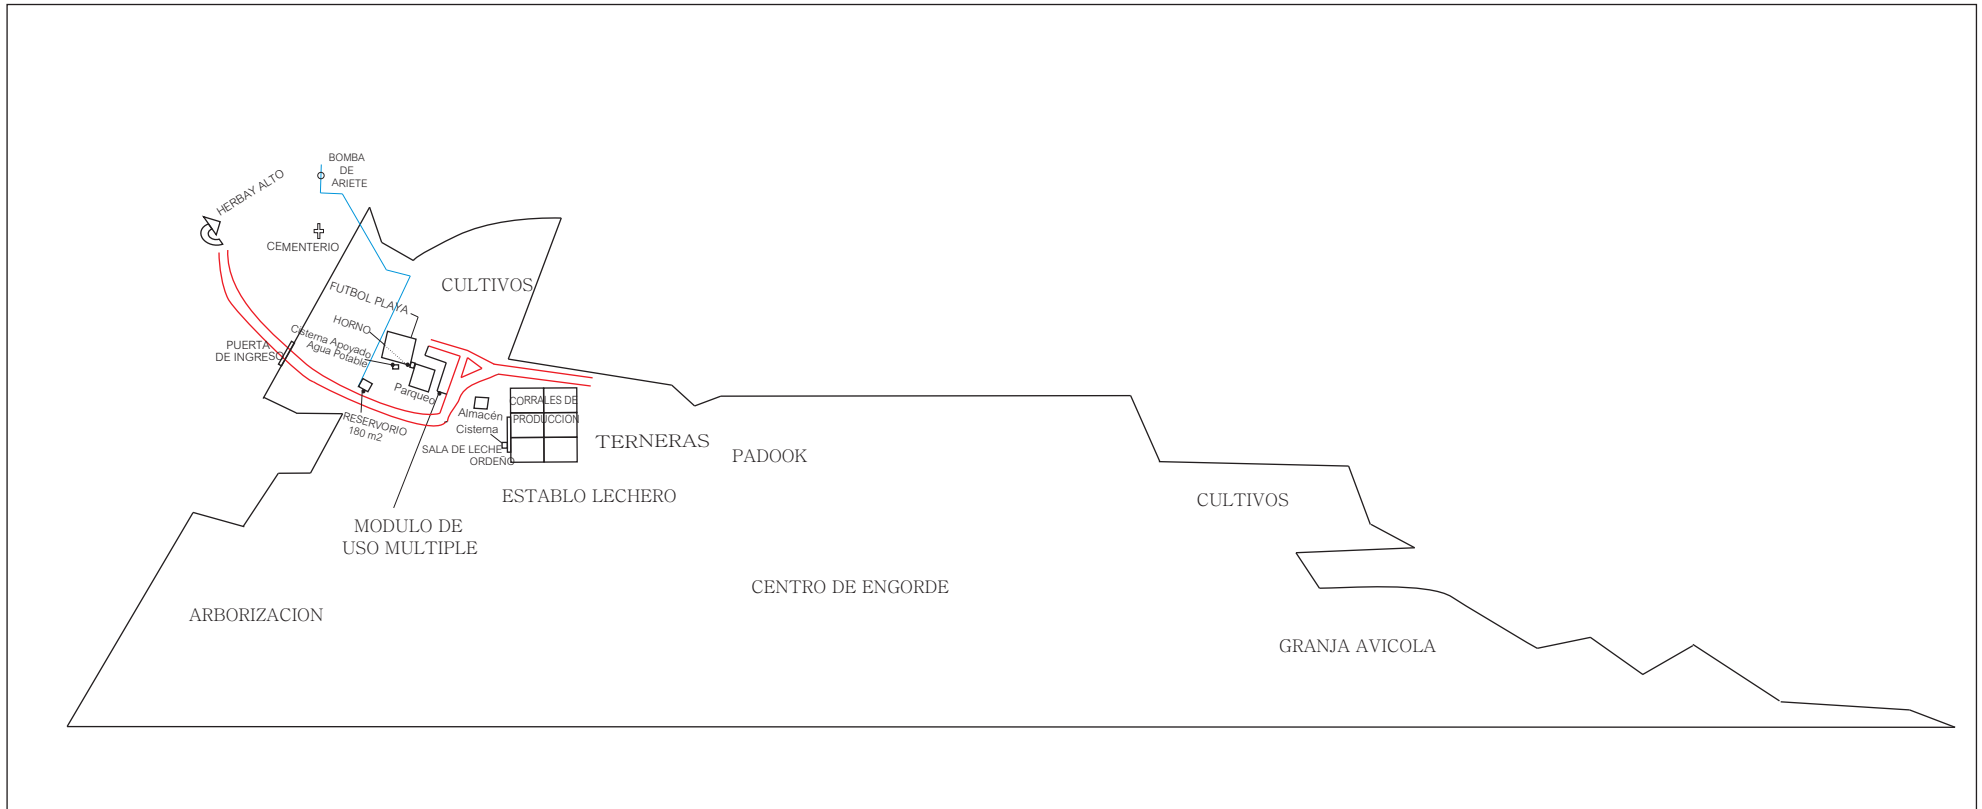 BOMBA
DE
ARIETE
HERBAY ALTO
CEMENTERIO
CULTIVOS
FUTBOL PLAYA
HORNO
Cisterna Apoyado
Agua Potable
PUERTA
DE INGRESO
Parqueo
RESERVORIO
180 m2
Almacén
Cisterna
CORRALES DE
PRODUCCION
SALA DE LECHE
ORDEÑO
TERNERAS
PADOOK
ESTABLO LECHERO
CULTIVOS
MODULO DE
USO MULTIPLE
CENTRO DE ENGORDE
ARBORIZACION
GRANJA AVICOLA